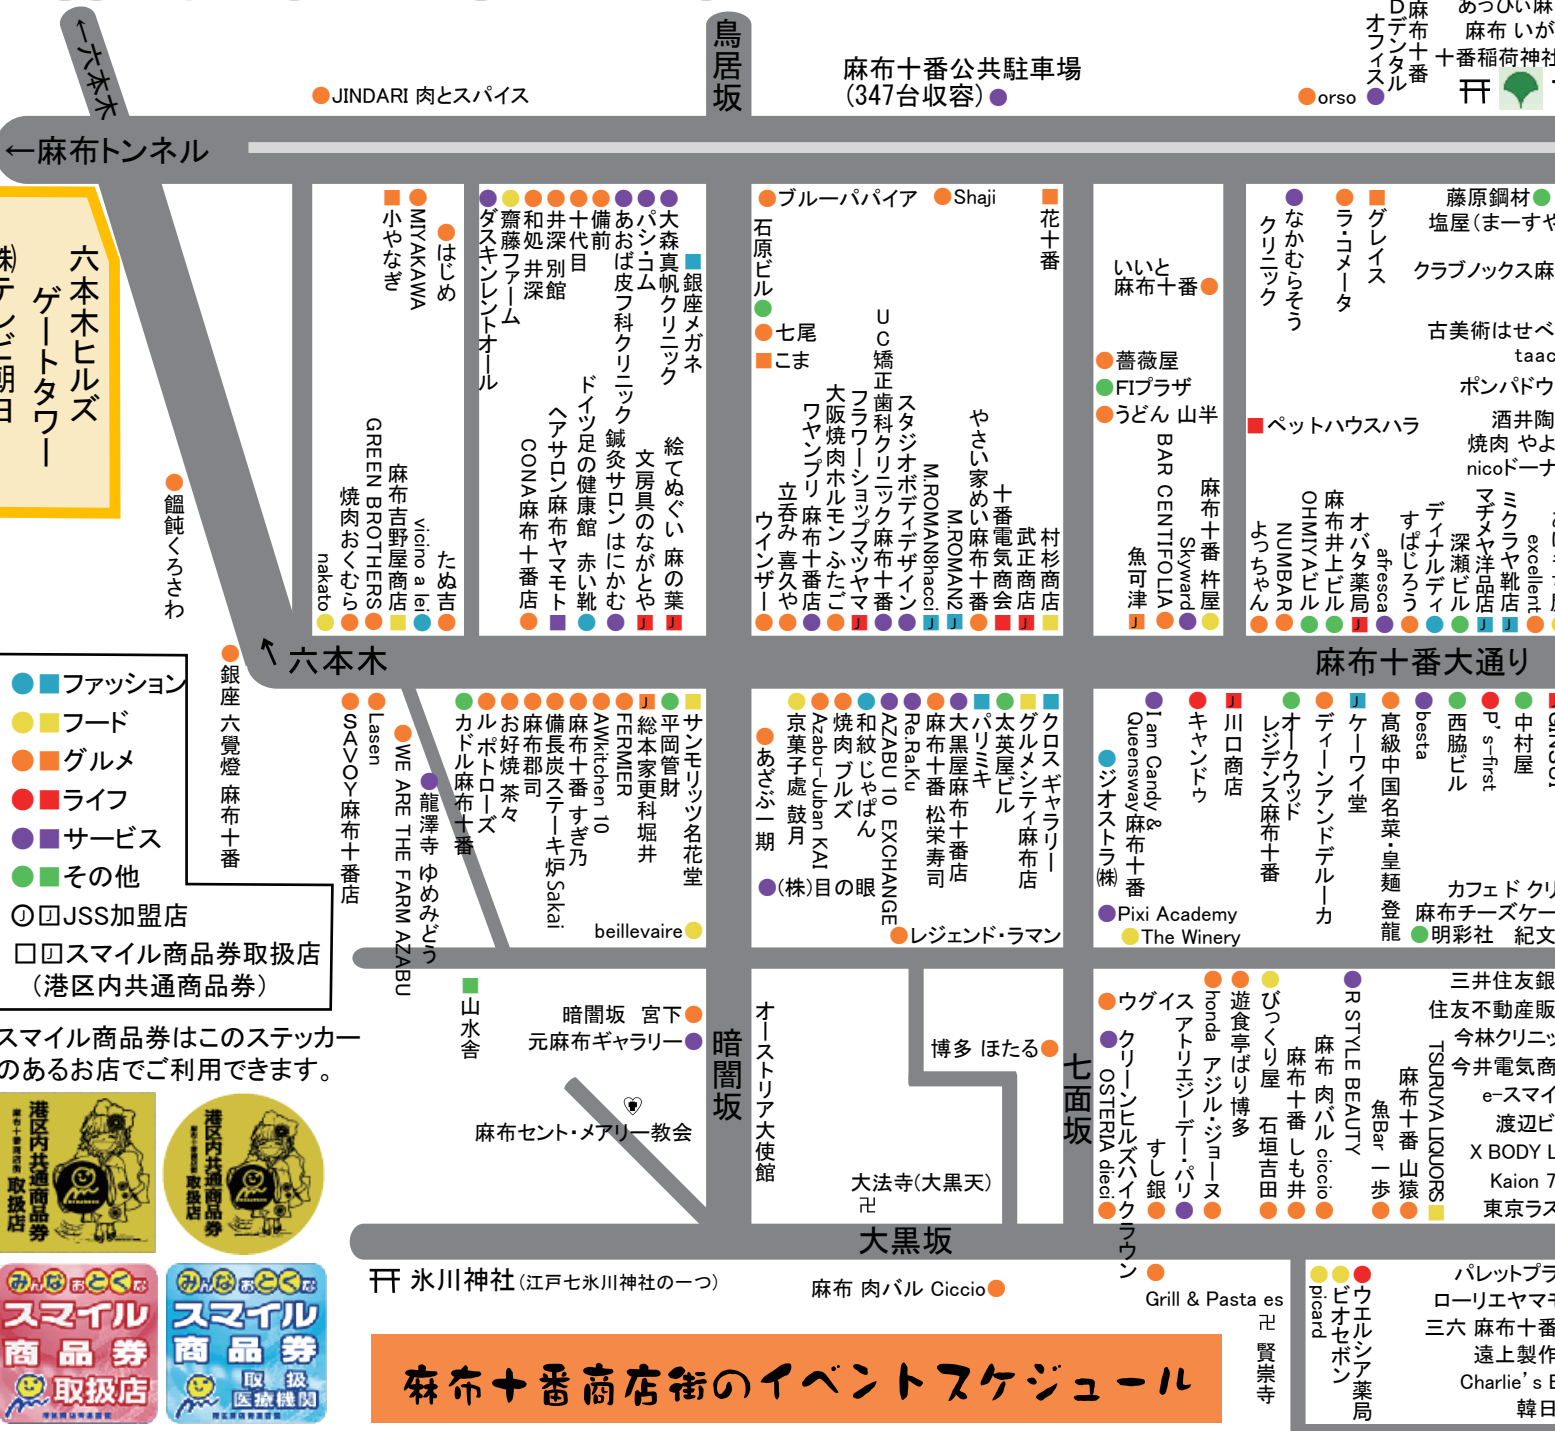 ←六本木
鳥居坂
麻布十番公共駐車場
(347台収容)
JINDARI 肉とスパイス
orso
麻布十番
Dデンタル
オフィス
麻布 いが
十番稲荷神社
←麻布トンネル
六本木ヒルズ
ゲートタワー
㈱テレビ朝日
小やなぎ
MIYAKAWA
はじめ
ダスキンレントオール
齋藤ファーム
和処 井深
井深 別館
十代目
備前
あおば皮フ科クリニック
パシ・コム
大森真帆クリニック
銀座メガネ
ブルーパパイア
Shaji
花十番
石原ビル
七尾
こま
いいと
麻布十番
薔薇屋
FIプラザ
うどん 山半
なかむらそう
クリニック
ラ・コメータ
グレイス
藤原鋼材
塩屋(まーすや
クラブノックス麻
古美術はせべ
taac
ポンパドウ
ペットハウスハラ
酒井陶
焼肉 やよ
nicoドーナ
饂飩くろさわ
nakato
焼肉おくむら
GREEN BROTHERS
麻布吉野屋商店
vicino a lei
たぬ吉
CONA麻布十番店
ヘアサロン麻布ヤマモト
ドイツ足の健康館 赤い靴
鍼灸サロン はにかむ
文房具のながとや
絵てぬぐい 麻の葉
ウインザー
立呑み 喜久や
ワヤンプリ 麻布十番店
大阪焼肉ホルモン ふたご
フラワーショップマツヤマ
UC矯正歯科クリニック麻布十番
スタジオボディデザイン
M.ROMAN8hacci
M.ROMAN2
やさい家めい麻布十番
十番電気商会
武正商店
村杉商店
魚可津
BAR CENTIFOLIA
Skyward
麻布十番 杵屋
よっちゃん
NUMBAR
OHMIYAビル
麻布井上ビル
オバタ薬局
afresca
すぱじろう
ディナルディ
深瀬ビル
マヂメヤ洋品店
ミクラヤ靴店
excellent
↖ 六本木
麻布十番大通り
ファッション
フード
グルメ
ライフ
サービス
その他
JSS加盟店
スマイル商品券取扱店
(港区内共通商品券)
スマイル商品券はこのステッカー
のあるお店でご利用できます。
銀座 六覺燈 麻布十番
SAVOY麻布十番店
Lasen
WE ARE THE FARM AZABU
龍澤寺 ゆめみどう
カドル麻布十番
ル ポトローズ
お好焼 茶々
麻布郡司
備長炭ステーキ炉 Sakai
麻布十番 すぎ乃
AWkitchen 10
FERMIER
総本家更科堀井
平岡管財
サンモリッツ名花堂
beillevaire
あざぶ一期
京菓子處 鼓月
Azabu-Juban KAI
焼肉 ブルズ
和紋 じゃぱん
AZABU 10 EXCHANGE
Re.Ra.Ku
麻布十番 松栄寿司
大黒屋麻布十番店
パリミキ
太英屋ビル
グルメシティ麻布店
クロスギャラリー
(株)目の眼
レジェンド・ラマン
ジオストラ㈱
I am Candy &
Queensway麻布十番
キャンドゥ
川口商店
オークウッド
レジデンス麻布十番
ディーンアンドデルーカ
ケーワイ堂
高級中国名菜・皇麺 登龍
besta
西脇ビル
P's-first
中村屋
Pixi Academy
The Winery
カフェド クリ
麻布チーズケー
明彩社 紀文
山水舎
暗闇坂 宮下
元麻布ギャラリー
暗闇坂
オーストリア大使館
博多 ほたる
七面坂
麻布セント・メアリー教会
大法寺(大黒天)
卍
ウグイス
クリーンヒルズハイクラウン
OSTERIA dieci
アトリエジーデー・パリ
すし銀
honda アジル・ジョーヌ
遊食亭ばり博多
びっくり屋
石垣吉田
麻布十番 しも井
麻布 肉バル ciccio
R STYLE BEAUTY
魚Bar 一歩
麻布十番 山猿
TSURUYA LIQUORS
三井住友銀
住友不動産販
今林クリニッ
今井電気商
e-スマイ
渡辺ビ
X BODY L
Kaion 7
東京ラス
大黒坂
氷川神社(江戸七氷川神社の一つ)
麻布 肉バル Ciccio
Grill & Pasta es
卍 賢崇寺
picard
ビオセボン
ウエルシア薬局
パレットプラ
ローリエヤマモ
三六 麻布十番
遠上製作
Charlie's E
韓日
港区内共通商品券
麻布十番商店街
取扱店
港区内共通商品券
麻布十番商店街
取扱店
みんなおとくな
スマイル
商品券
取扱店
みんなおとくな
スマイル
商品券
取扱
医療機関
麻布十番商店街のイベントスケジュール